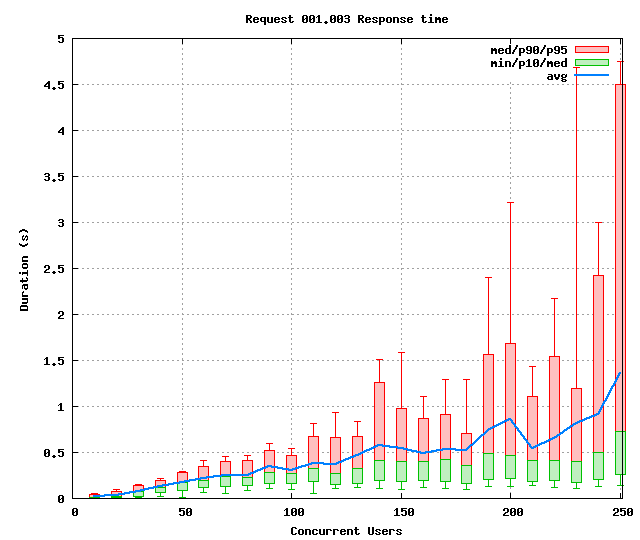 Request 001.003 Response time
5
4.5
4
3.5
3
2.5
2
1.5
1
0.5
0
Duration (s)
med/p90/p95
min/p10/med
avg
0 50 100 150 200 250
Concurrent Users